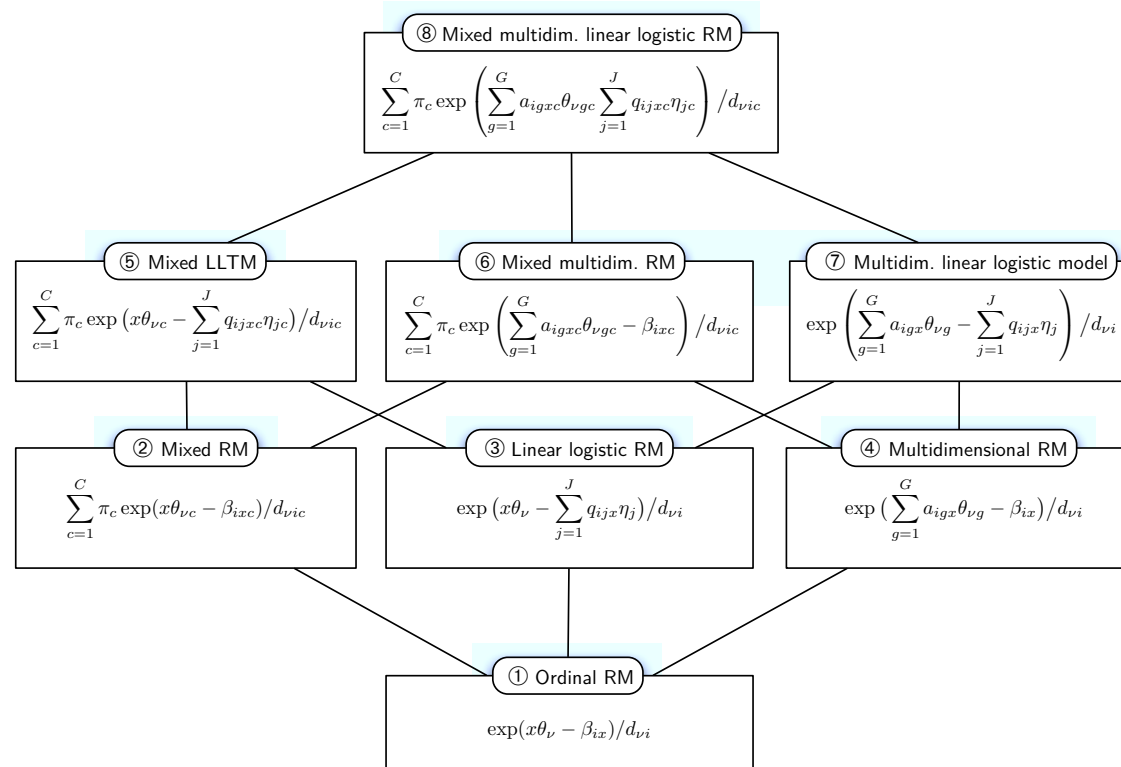 ⑧ Mixed multidim. linear logistic RM
\sum_{c=1}^{C} \pi_c \exp\left(\sum_{g=1}^{G} a_{igxc}\theta_{\nu gc} \sum_{j=1}^{J} q_{ijxc}\eta_{jc}\right)/d_{\nu ic}
⑤ Mixed LLTM
\sum_{c=1}^{C} \pi_c \exp\big(x\theta_{\nu c} - \sum_{j=1}^{J} q_{ijxc}\eta_{jc}\big)/d_{\nu ic}
⑥ Mixed multidim. RM
\sum_{c=1}^{C} \pi_c \exp\left(\sum_{g=1}^{G} a_{igxc}\theta_{\nu gc} - \beta_{ixc}\right)/d_{\nu ic}
⑦ Multidim. linear logistic model
\exp\left(\sum_{g=1}^{G} a_{igx}\theta_{\nu g} - \sum_{j=1}^{J} q_{ijx}\eta_j\right)/d_{\nu i}
② Mixed RM
\sum_{c=1}^{C} \pi_c \exp(x\theta_{\nu c} - \beta_{ixc})/d_{\nu ic}
③ Linear logistic RM
\exp\big(x\theta_\nu - \sum_{j=1}^{J} q_{ijx}\eta_j\big)/d_{\nu i}
④ Multidimensional RM
\exp\big(\sum_{g=1}^{G} a_{igx}\theta_{\nu g} - \beta_{ix}\big)/d_{\nu i}
① Ordinal RM
\exp(x\theta_\nu - \beta_{ix})/d_{\nu i}